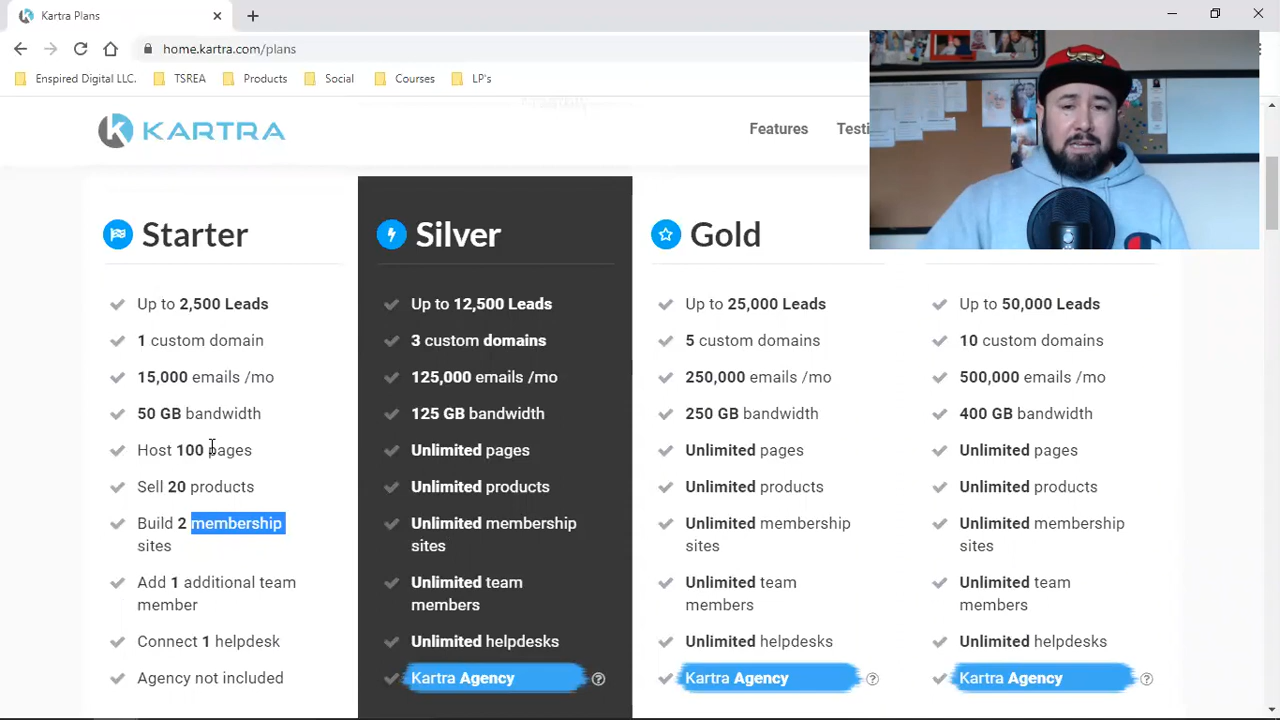 Kartra Plans
home.kartra.com/plans
Enspired Digital LLC. TSREA Products Social Courses LP's
KARTRA
Features Testi
Starter
Up to 2,500 Leads
1 custom domain
15,000 emails /mo
50 GB bandwidth
Host 100 pages
Sell 20 products
Build 2 membership
sites
Add 1 additional team
member
Connect 1 helpdesk
Agency not included
Silver
Up to 12,500 Leads
3 custom domains
125,000 emails /mo
125 GB bandwidth
Unlimited pages
Unlimited products
Unlimited membership
sites
Unlimited team
members
Unlimited helpdesks
Kartra Agency ?
Gold
Up to 25,000 Leads
5 custom domains
250,000 emails /mo
250 GB bandwidth
Unlimited pages
Unlimited products
Unlimited membership
sites
Unlimited team
members
Unlimited helpdesks
Kartra Agency ?
Up to 50,000 Leads
10 custom domains
500,000 emails /mo
400 GB bandwidth
Unlimited pages
Unlimited products
Unlimited membership
sites
Unlimited team
members
Unlimited helpdesks
Kartra Agency ?